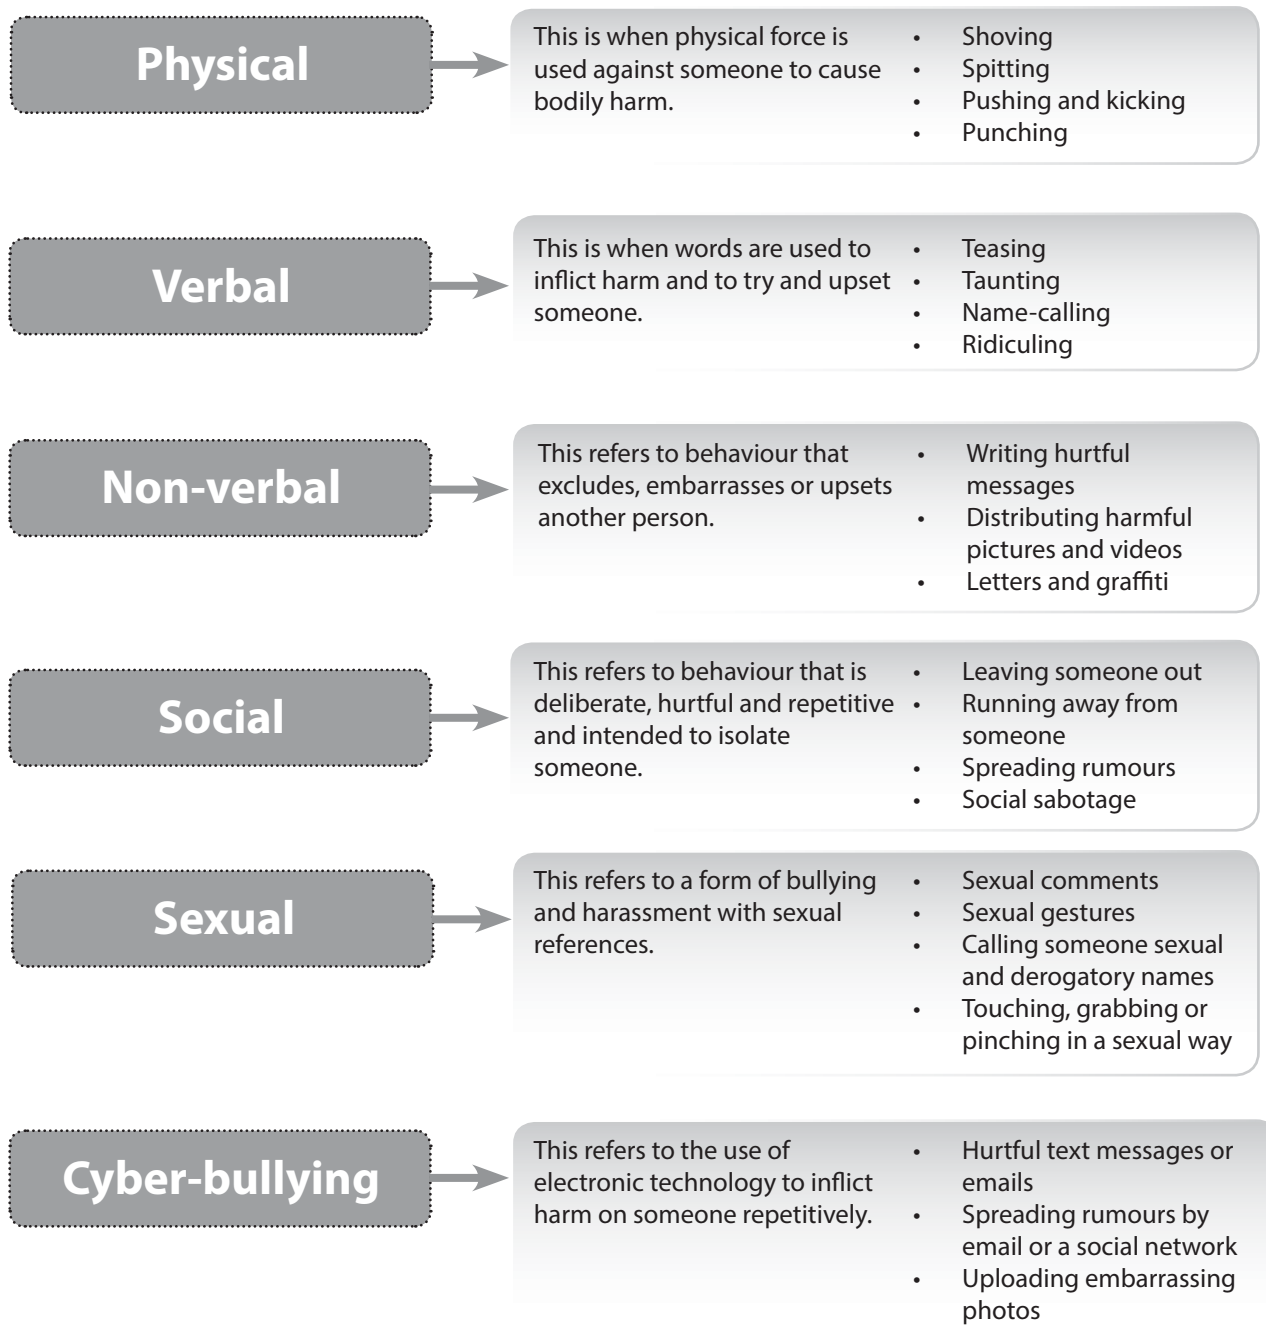 Physical
This is when physical force is
used against someone to cause
bodily harm.
• Shoving
• Spitting
• Pushing and kicking
• Punching
Verbal
This is when words are used to
inflict harm and to try and upset
someone.
• Teasing
• Taunting
• Name-calling
• Ridiculing
Non-verbal
This refers to behaviour that
excludes, embarrasses or upsets
another person.
• Writing hurtful
messages
• Distributing harmful
pictures and videos
• Letters and graffiti
Social
This refers to behaviour that is
deliberate, hurtful and repetitive
and intended to isolate
someone.
• Leaving someone out
• Running away from
someone
• Spreading rumours
• Social sabotage
Sexual
This refers to a form of bullying
and harassment with sexual
references.
• Sexual comments
• Sexual gestures
• Calling someone sexual
and derogatory names
• Touching, grabbing or
pinching in a sexual way
Cyber-bullying
This refers to the use of
electronic technology to inflict
harm on someone repetitively.
• Hurtful text messages or
emails
• Spreading rumours by
email or a social network
• Uploading embarrassing
photos